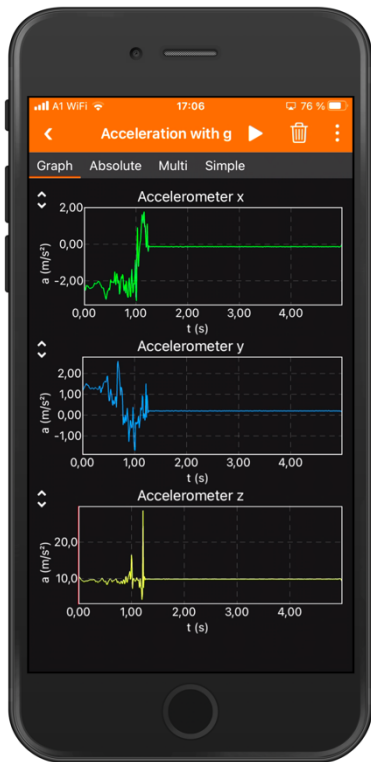 A1 WiFi 17:06 76 %
Acceleration with g
Graph Absolute Multi Simple
Accelerometer x
a (m/s²)
2,00
0,00
-2,00
0,00 1,00 2,00 3,00 4,00
t (s)
Accelerometer y
a (m/s²)
2,00
1,00
0,00
-1,00
0,00 1,00 2,00 3,00 4,00
t (s)
Accelerometer z
a (m/s²)
20,0
10,0
0,00 1,00 2,00 3,00 4,00
t (s)